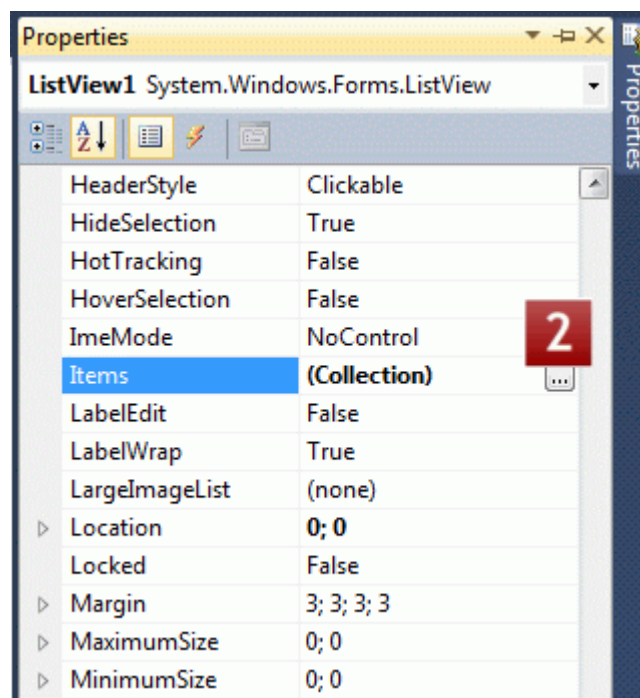 Properties
ListView1 System.Windows.Forms.ListView
A
Z
HeaderStyle Clickable
HideSelection True
HotTracking False
HoverSelection False
ImeMode NoControl
2
Items (Collection) ...
LabelEdit False
LabelWrap True
LargeImageList (none)
Location 0; 0
Locked False
Margin 3; 3; 3; 3
MaximumSize 0; 0
MinimumSize 0; 0
Properties